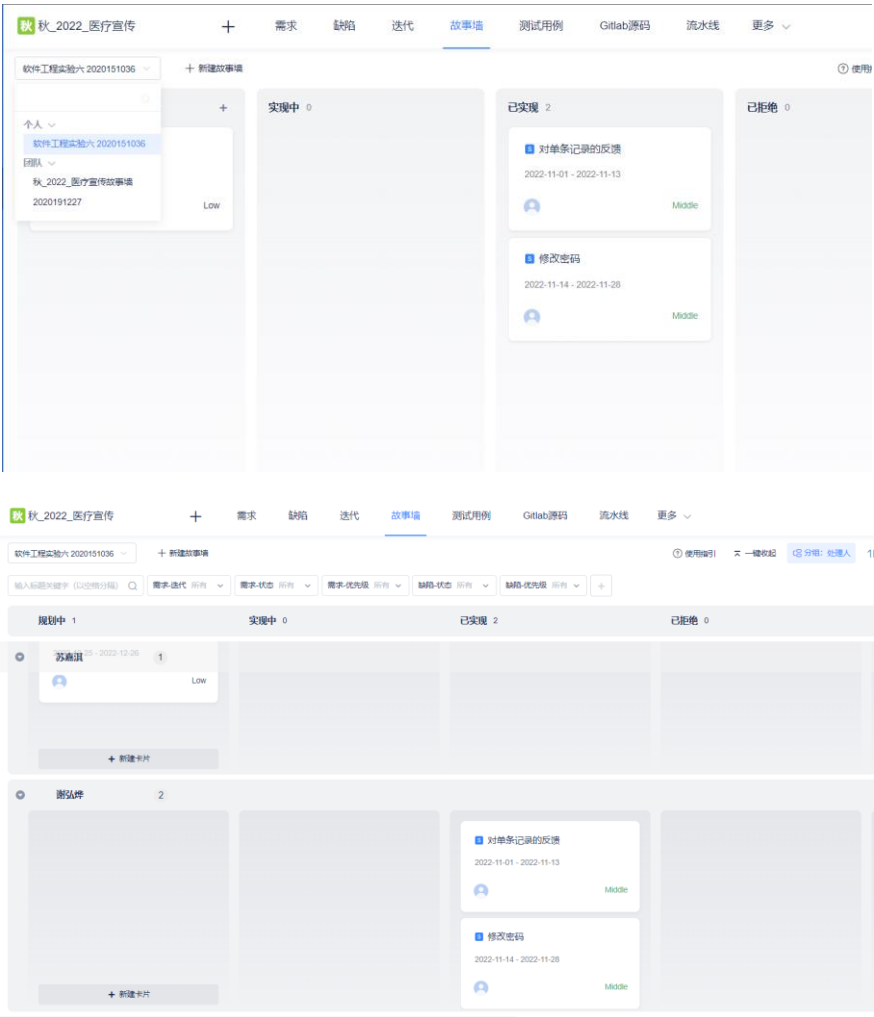 秋 秋_2022_医疗宣传 + 需求 缺陷 迭代 故事墙 测试用例 Gitlab源码 流水线 更多
软件工程实验六 2020151036 + 新建故事墙 ? 使用
+ 实现中 0 已实现 2 已拒绝 0
个人
软件工程实验六 2020151036
团队
秋_2022_医疗宣传故事墙
2020191227
Low
S 对单条记录的反馈
2022-11-01 - 2022-11-13
Middle
S 修改密码
2022-11-14 - 2022-11-28
Middle
秋 秋_2022_医疗宣传 + 需求 缺陷 迭代 故事墙 测试用例 Gitlab源码 流水线 更多
软件工程实验六 2020151036 + 新建故事墙 ? 使用指引 一键收起 分组: 处理人
输入标题关键字 (以空格分隔) 需求-迭代 所有 需求-状态 所有 需求-优先级 所有 缺陷-状态 所有 缺陷-优先级 所有 +
规划中 1 实现中 0 已实现 2 已拒绝 0
苏嘉淇 - 2022-12-26 1
Low
+ 新建卡片
谢弘烨 2
S 对单条记录的反馈
2022-11-01 - 2022-11-13
Middle
S 修改密码
2022-11-14 - 2022-11-28
Middle
+ 新建卡片